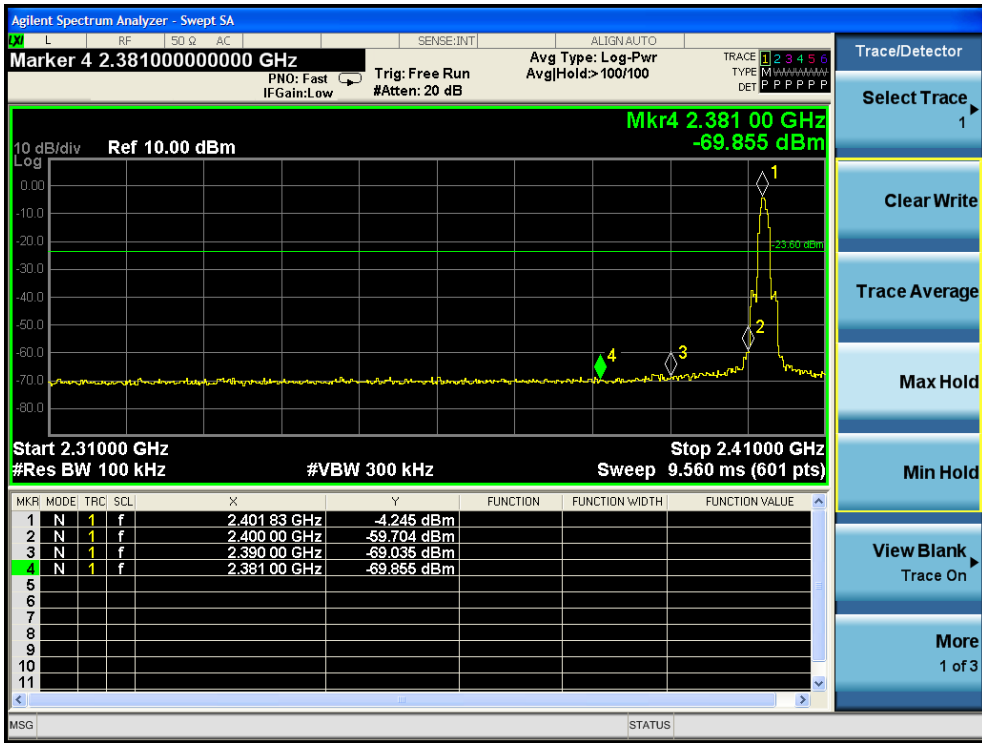 Agilent Spectrum Analyzer - Swept SA
LXI L RF 50 Ω AC SENSE:INT ALIGN AUTO
Marker 4 2.381000000000 GHz
PNO: Fast
IFGain:Low
Trig: Free Run
#Atten: 20 dB
Avg Type: Log-Pwr
Avg|Hold:>100/100
TRACE 1 2 3 4 5 6
TYPE M
DET P P P P P P
Mkr4 2.381 00 GHz
-69.855 dBm
10 dB/div Ref 10.00 dBm
Log
0.00
-10.0
-20.0
-30.0
-40.0
-50.0
-60.0
-70.0
-80.0
1
-23.60 dBm
2
3
4
Start 2.31000 GHz Stop 2.41000 GHz
#Res BW 100 kHz #VBW 300 kHz Sweep 9.560 ms (601 pts)
MKR MODE TRC SCL X Y FUNCTION FUNCTION WIDTH FUNCTION VALUE
1 N 1 f 2.401 83 GHz -4.245 dBm
2 N 1 f 2.400 00 GHz -59.704 dBm
3 N 1 f 2.390 00 GHz -69.035 dBm
4 N 1 f 2.381 00 GHz -69.855 dBm
5
6
7
8
9
10
11
MSG STATUS
Trace/Detector
Select Trace
1
Clear Write
Trace Average
Max Hold
Min Hold
View Blank
Trace On
More
1 of 3